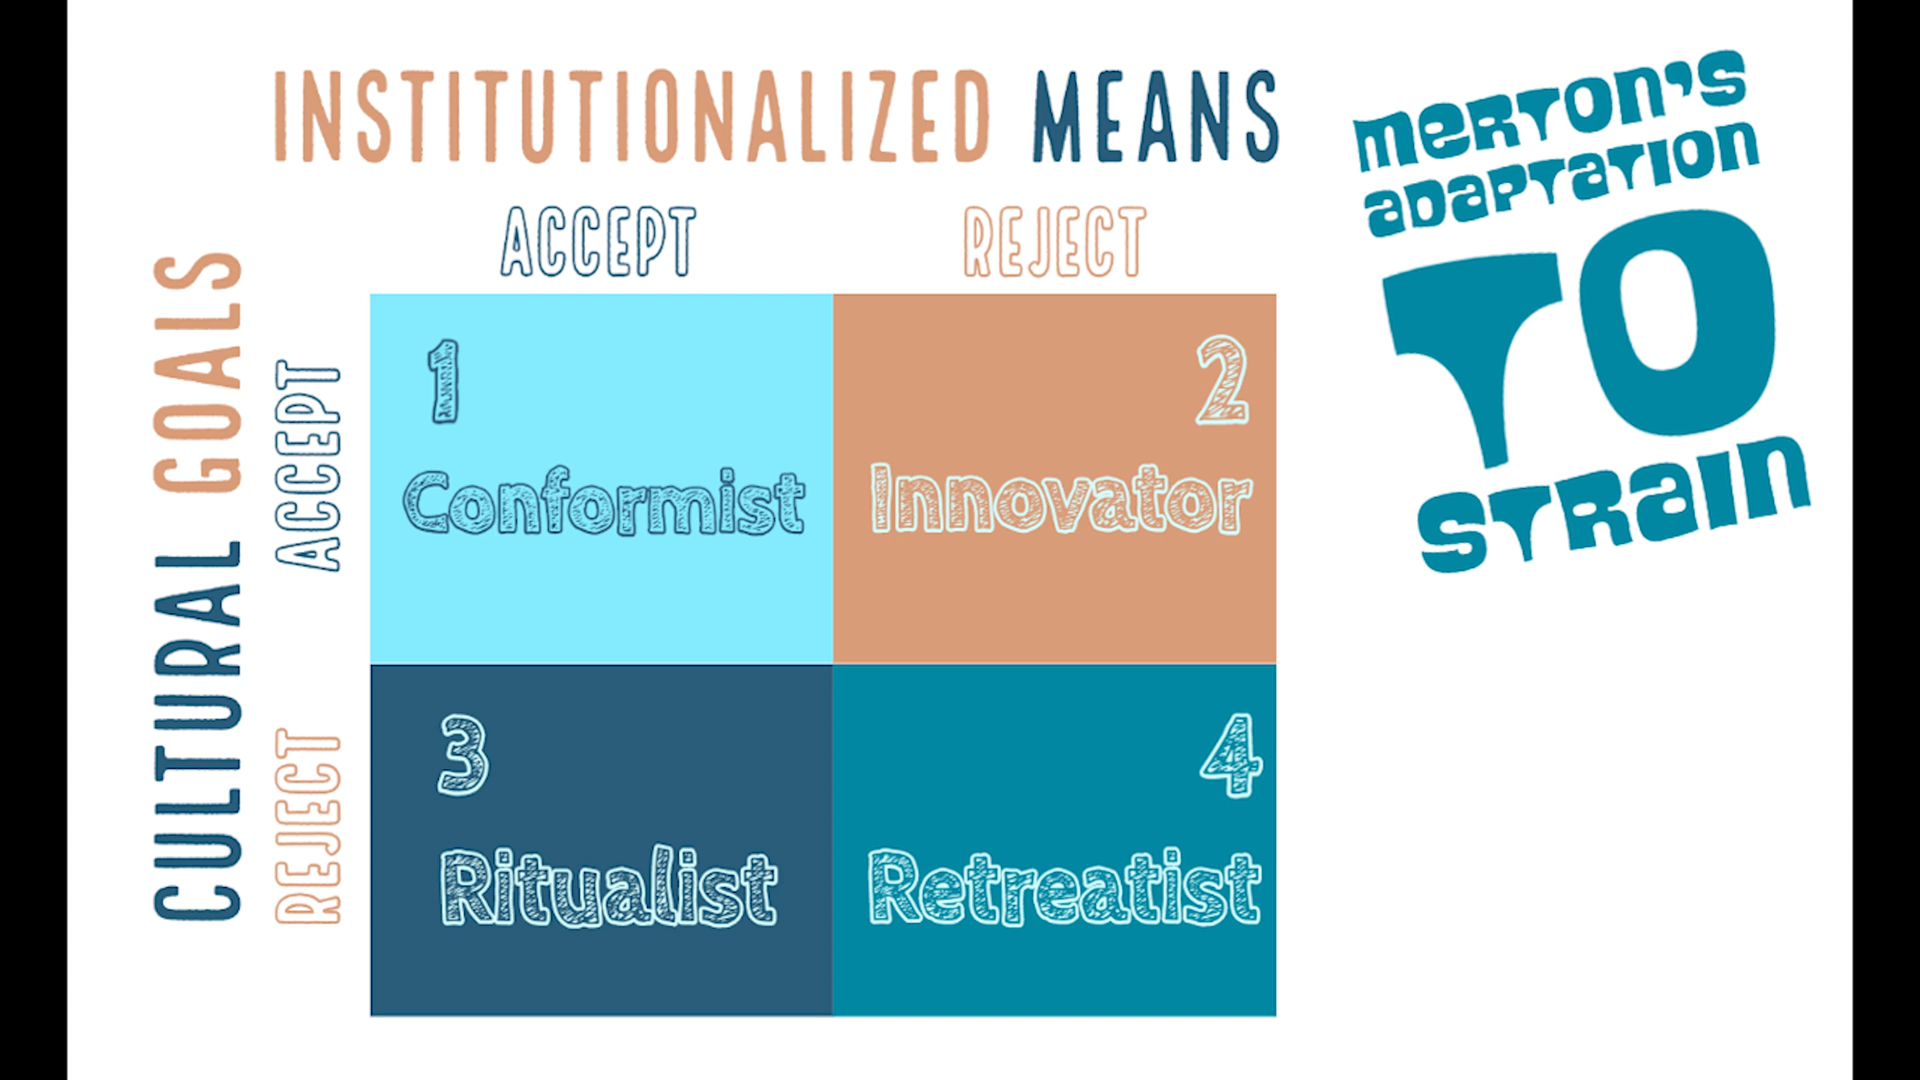 INSTITUTIONALIZED MEANS
ACCEPT
REJECT
CULTURAL GOALS
ACCEPT
REJECT
1
Conformist
2
Innovator
3
Ritualist
4
Retreatist
MERTON'S
ADAPTATION
TO
STRAIN